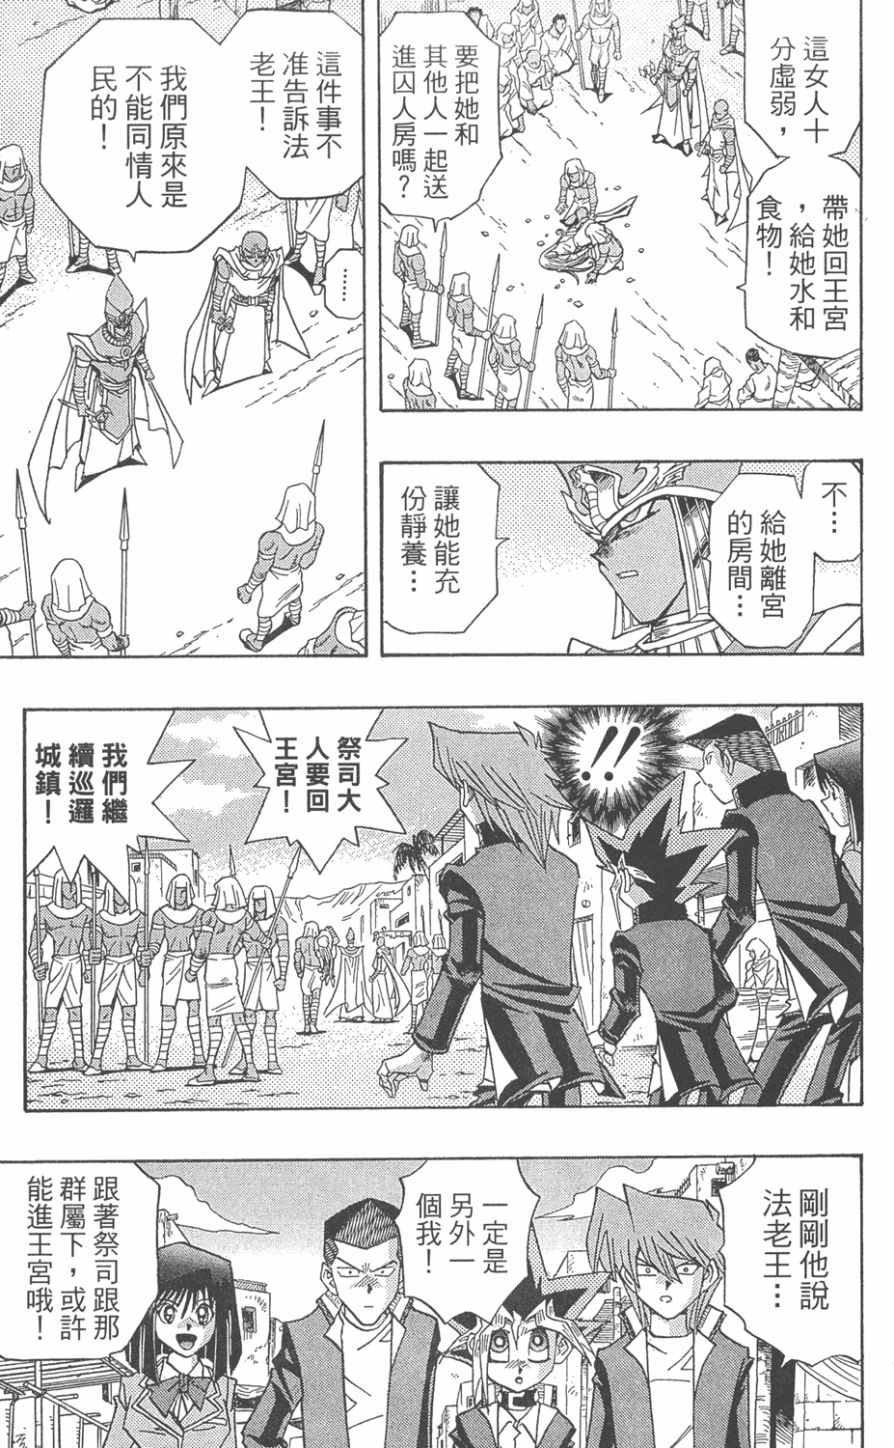 這女人十
分虛弱，
帶她回王宮
，給她水和
食物！
要把她和
其他人一起送
進囚人房嗎？
這件事不
准告訴法
老王！
我們原來是
不能同情人
民的！
……
不…
給她離宮
的房間…
讓她能充
份靜養…
!!
祭司大
人要回
王宮！
我們繼
續巡邏
城鎮！
剛剛他說
法老王…
一定是
另外一
個我！
跟著祭司跟那
群屬下，或許
能進王宮哦！